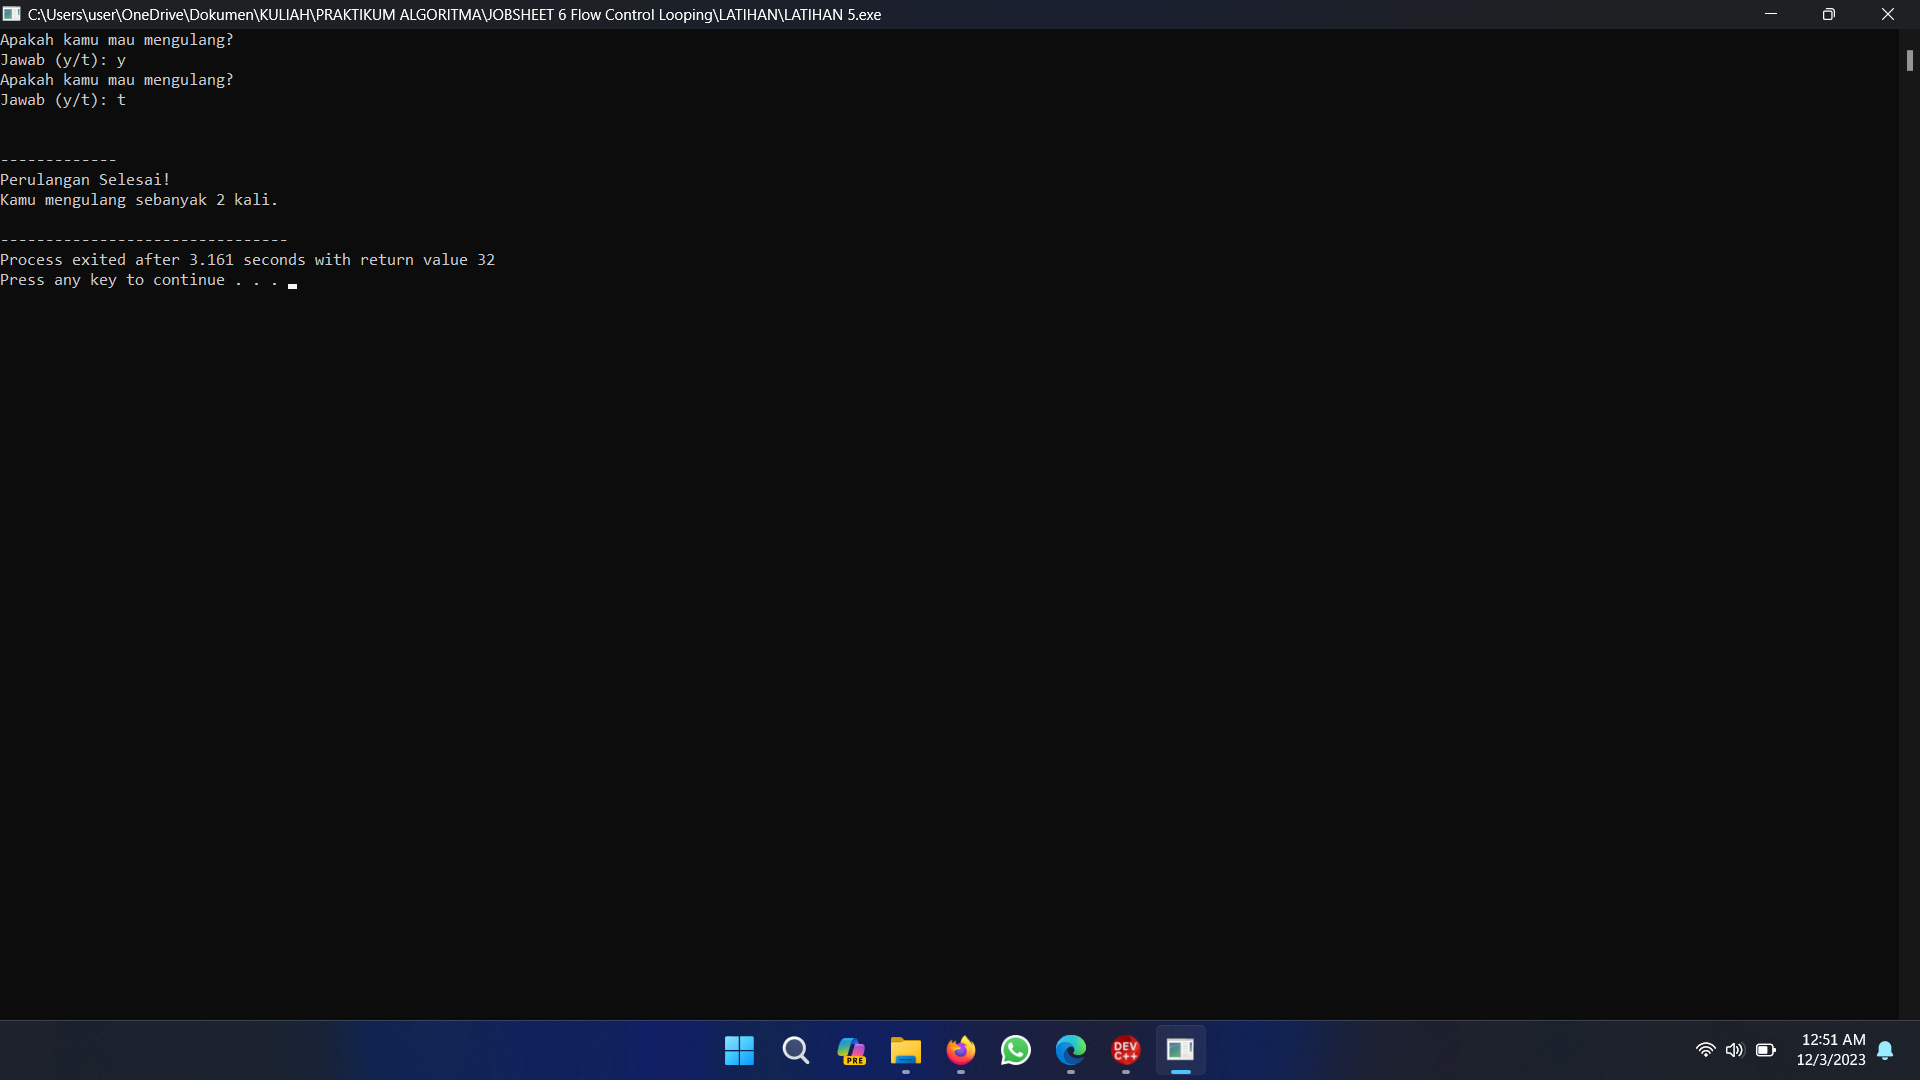 C:\Users\user\OneDrive\Dokumen\KULIAH\PRAKTIKUM ALGORITMA\JOBSHEET 6 Flow Control Looping\LATIHAN\LATIHAN 5.exe
Apakah kamu mau mengulang?
Jawab (y/t): y
Apakah kamu mau mengulang?
Jawab (y/t): t
-------------
Perulangan Selesai!
Kamu mengulang sebanyak 2 kali.
--------------------------------
Process exited after 3.161 seconds with return value 32
Press any key to continue . . .
PRE
DEV
C++
12:51 AM
12/3/2023